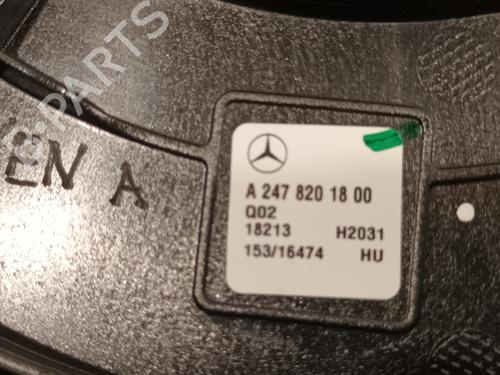 PARTS
EN A
A 247 820 18 00
Q02
18213 H2031
153/16474 HU